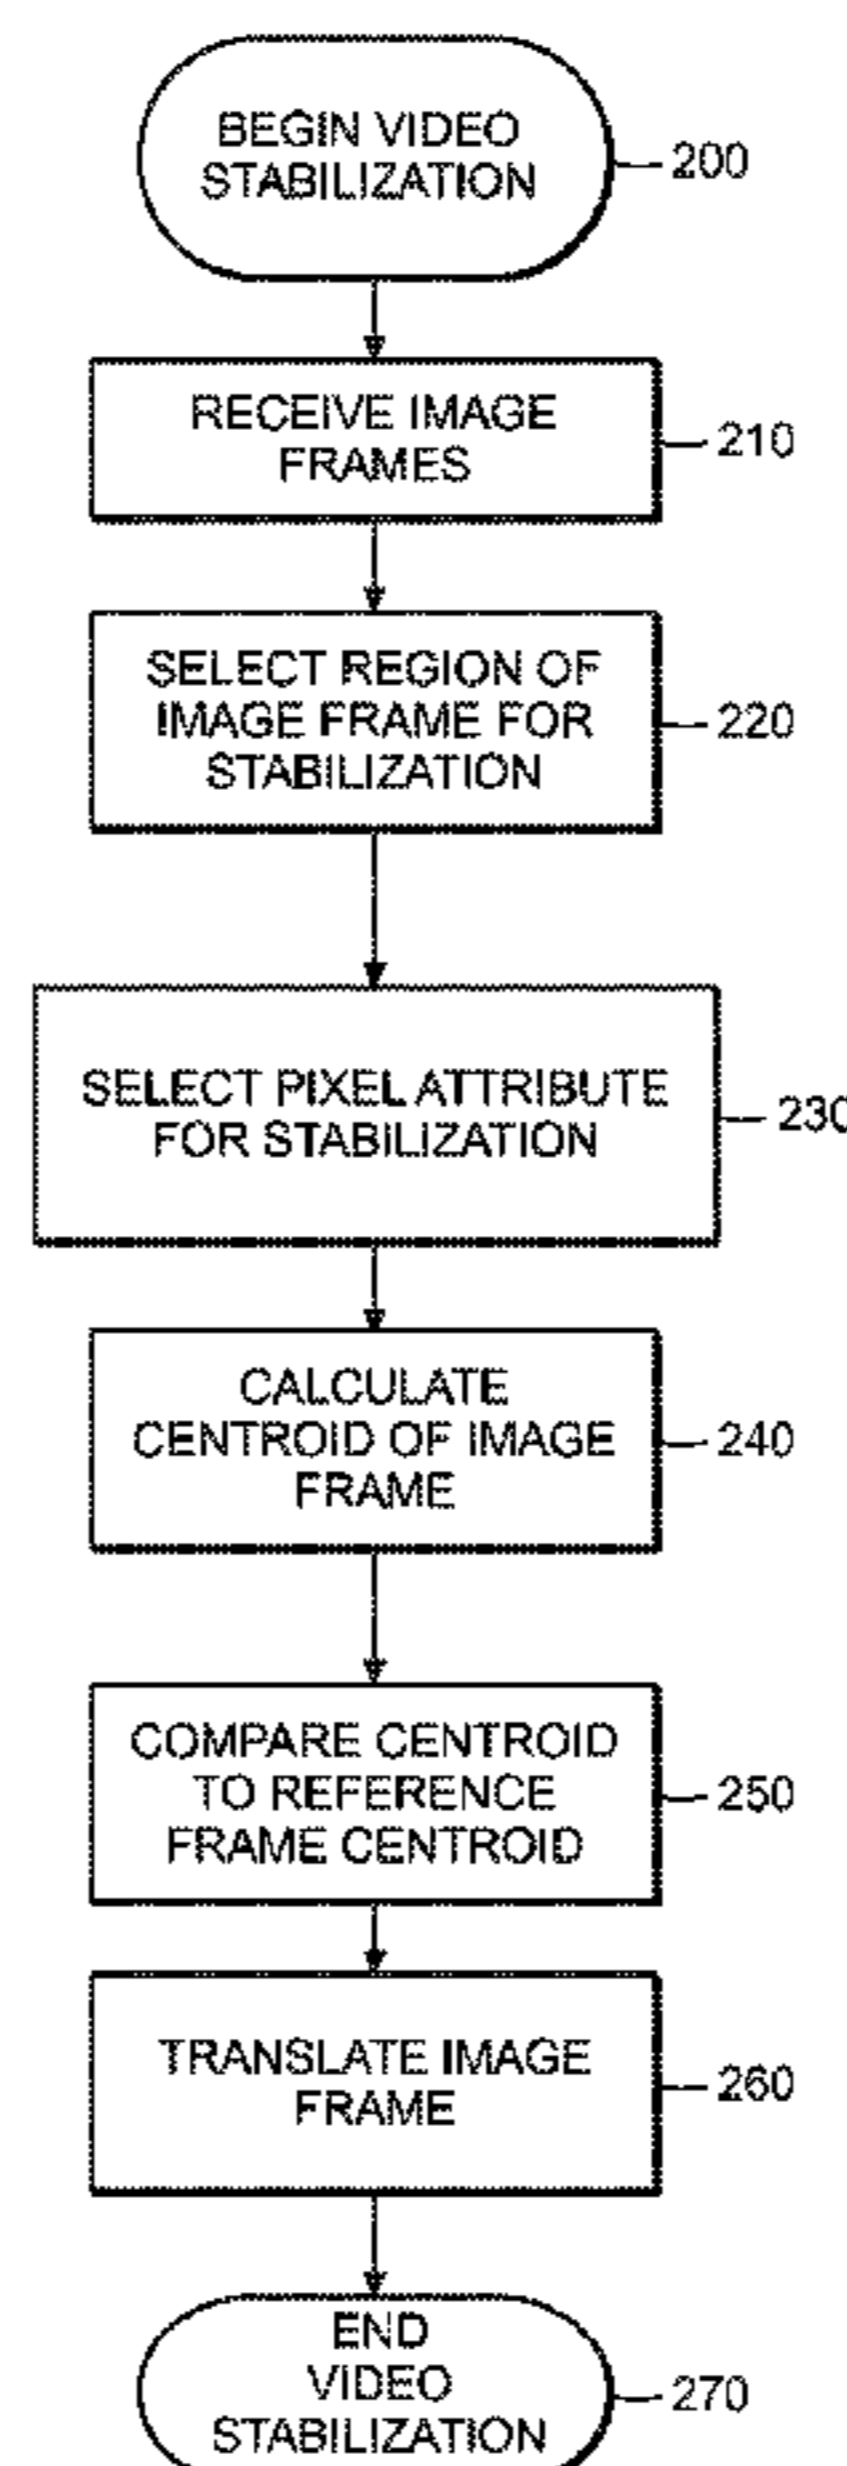 BEGIN VIDEO
STABILIZATION
200
RECEIVE IMAGE
FRAMES
210
SELECT REGION OF
IMAGE FRAME FOR
STABILIZATION
220
SELECT PIXEL ATTRIBUTE
FOR STABILIZATION
230
CALCULATE
CENTROID OF IMAGE
FRAME
240
COMPARE CENTROID
TO REFERENCE
FRAME CENTROID
250
TRANSLATE IMAGE
FRAME
260
END
VIDEO
STABILIZATION
270